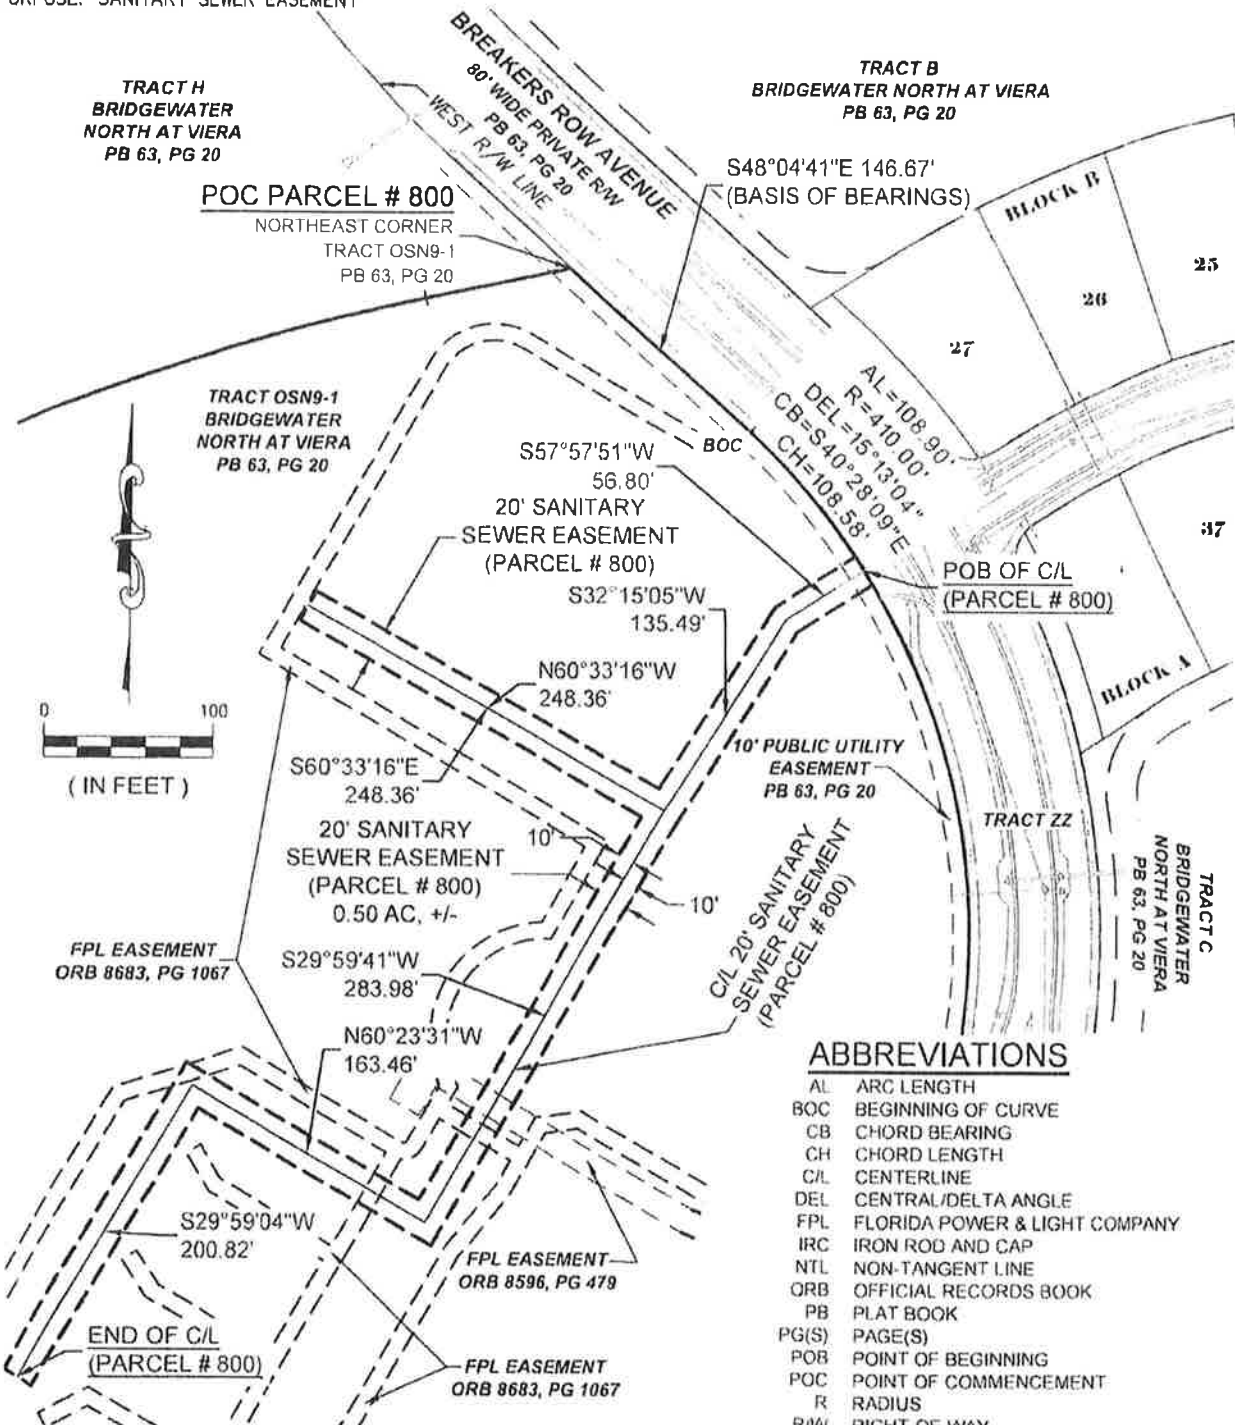 SANITARY SEWER EASEMENT
TRACT H
BRIDGEWATER
NORTH AT VIERA
PB 63, PG 20
BREAKERS ROW AVENUE
80' WIDE PRIVATE R/W
PB 63, PG 20
WEST R/W LINE
TRACT B
BRIDGEWATER NORTH AT VIERA
PB 63, PG 20
POC PARCEL # 800
NORTHEAST CORNER
TRACT OSN9-1
PB 63, PG 20
S48°04'41"E 146.67'
(BASIS OF BEARINGS)
BLOCK B
25
26
27
37
BLOCK A
TRACT OSN9-1
BRIDGEWATER
NORTH AT VIERA
PB 63, PG 20
BOC
AL=108.90'
R=410.00'
DEL=15°13'04"
CB=S40°28'09"E
CH=108.58'
S57°57'51"W
56.80'
20' SANITARY
SEWER EASEMENT
(PARCEL # 800)
S32°15'05"W
135.49'
POB OF C/L
(PARCEL # 800)
N60°33'16"W
248.36'
0 100
( IN FEET )
S60°33'16"E
248.36'
10' PUBLIC UTILITY
EASEMENT
PB 63, PG 20
TRACT ZZ
20' SANITARY
SEWER EASEMENT
(PARCEL # 800)
0.50 AC, +/-
10'
10'
C/L 20' SANITARY
SEWER EASEMENT
(PARCEL # 800)
TRACT C
BRIDGEWATER
NORTH AT VIERA
PB 63, PG 20
FPL EASEMENT
ORB 8683, PG 1067
S29°59'41"W
283.98'
N60°23'31"W
163.46'
S29°59'04"W
200.82'
FPL EASEMENT
ORB 8596, PG 479
END OF C/L
(PARCEL # 800)
FPL EASEMENT
ORB 8683, PG 1067
ABBREVIATIONS
AL ARC LENGTH
BOC BEGINNING OF CURVE
CB CHORD BEARING
CH CHORD LENGTH
C/L CENTERLINE
DEL CENTRAL/DELTA ANGLE
FPL FLORIDA POWER & LIGHT COMPANY
IRC IRON ROD AND CAP
NTL NON-TANGENT LINE
ORB OFFICIAL RECORDS BOOK
PB PLAT BOOK
PG(S) PAGE(S)
POB POINT OF BEGINNING
POC POINT OF COMMENCEMENT
R RADIUS
R/W RIGHT OF WAY